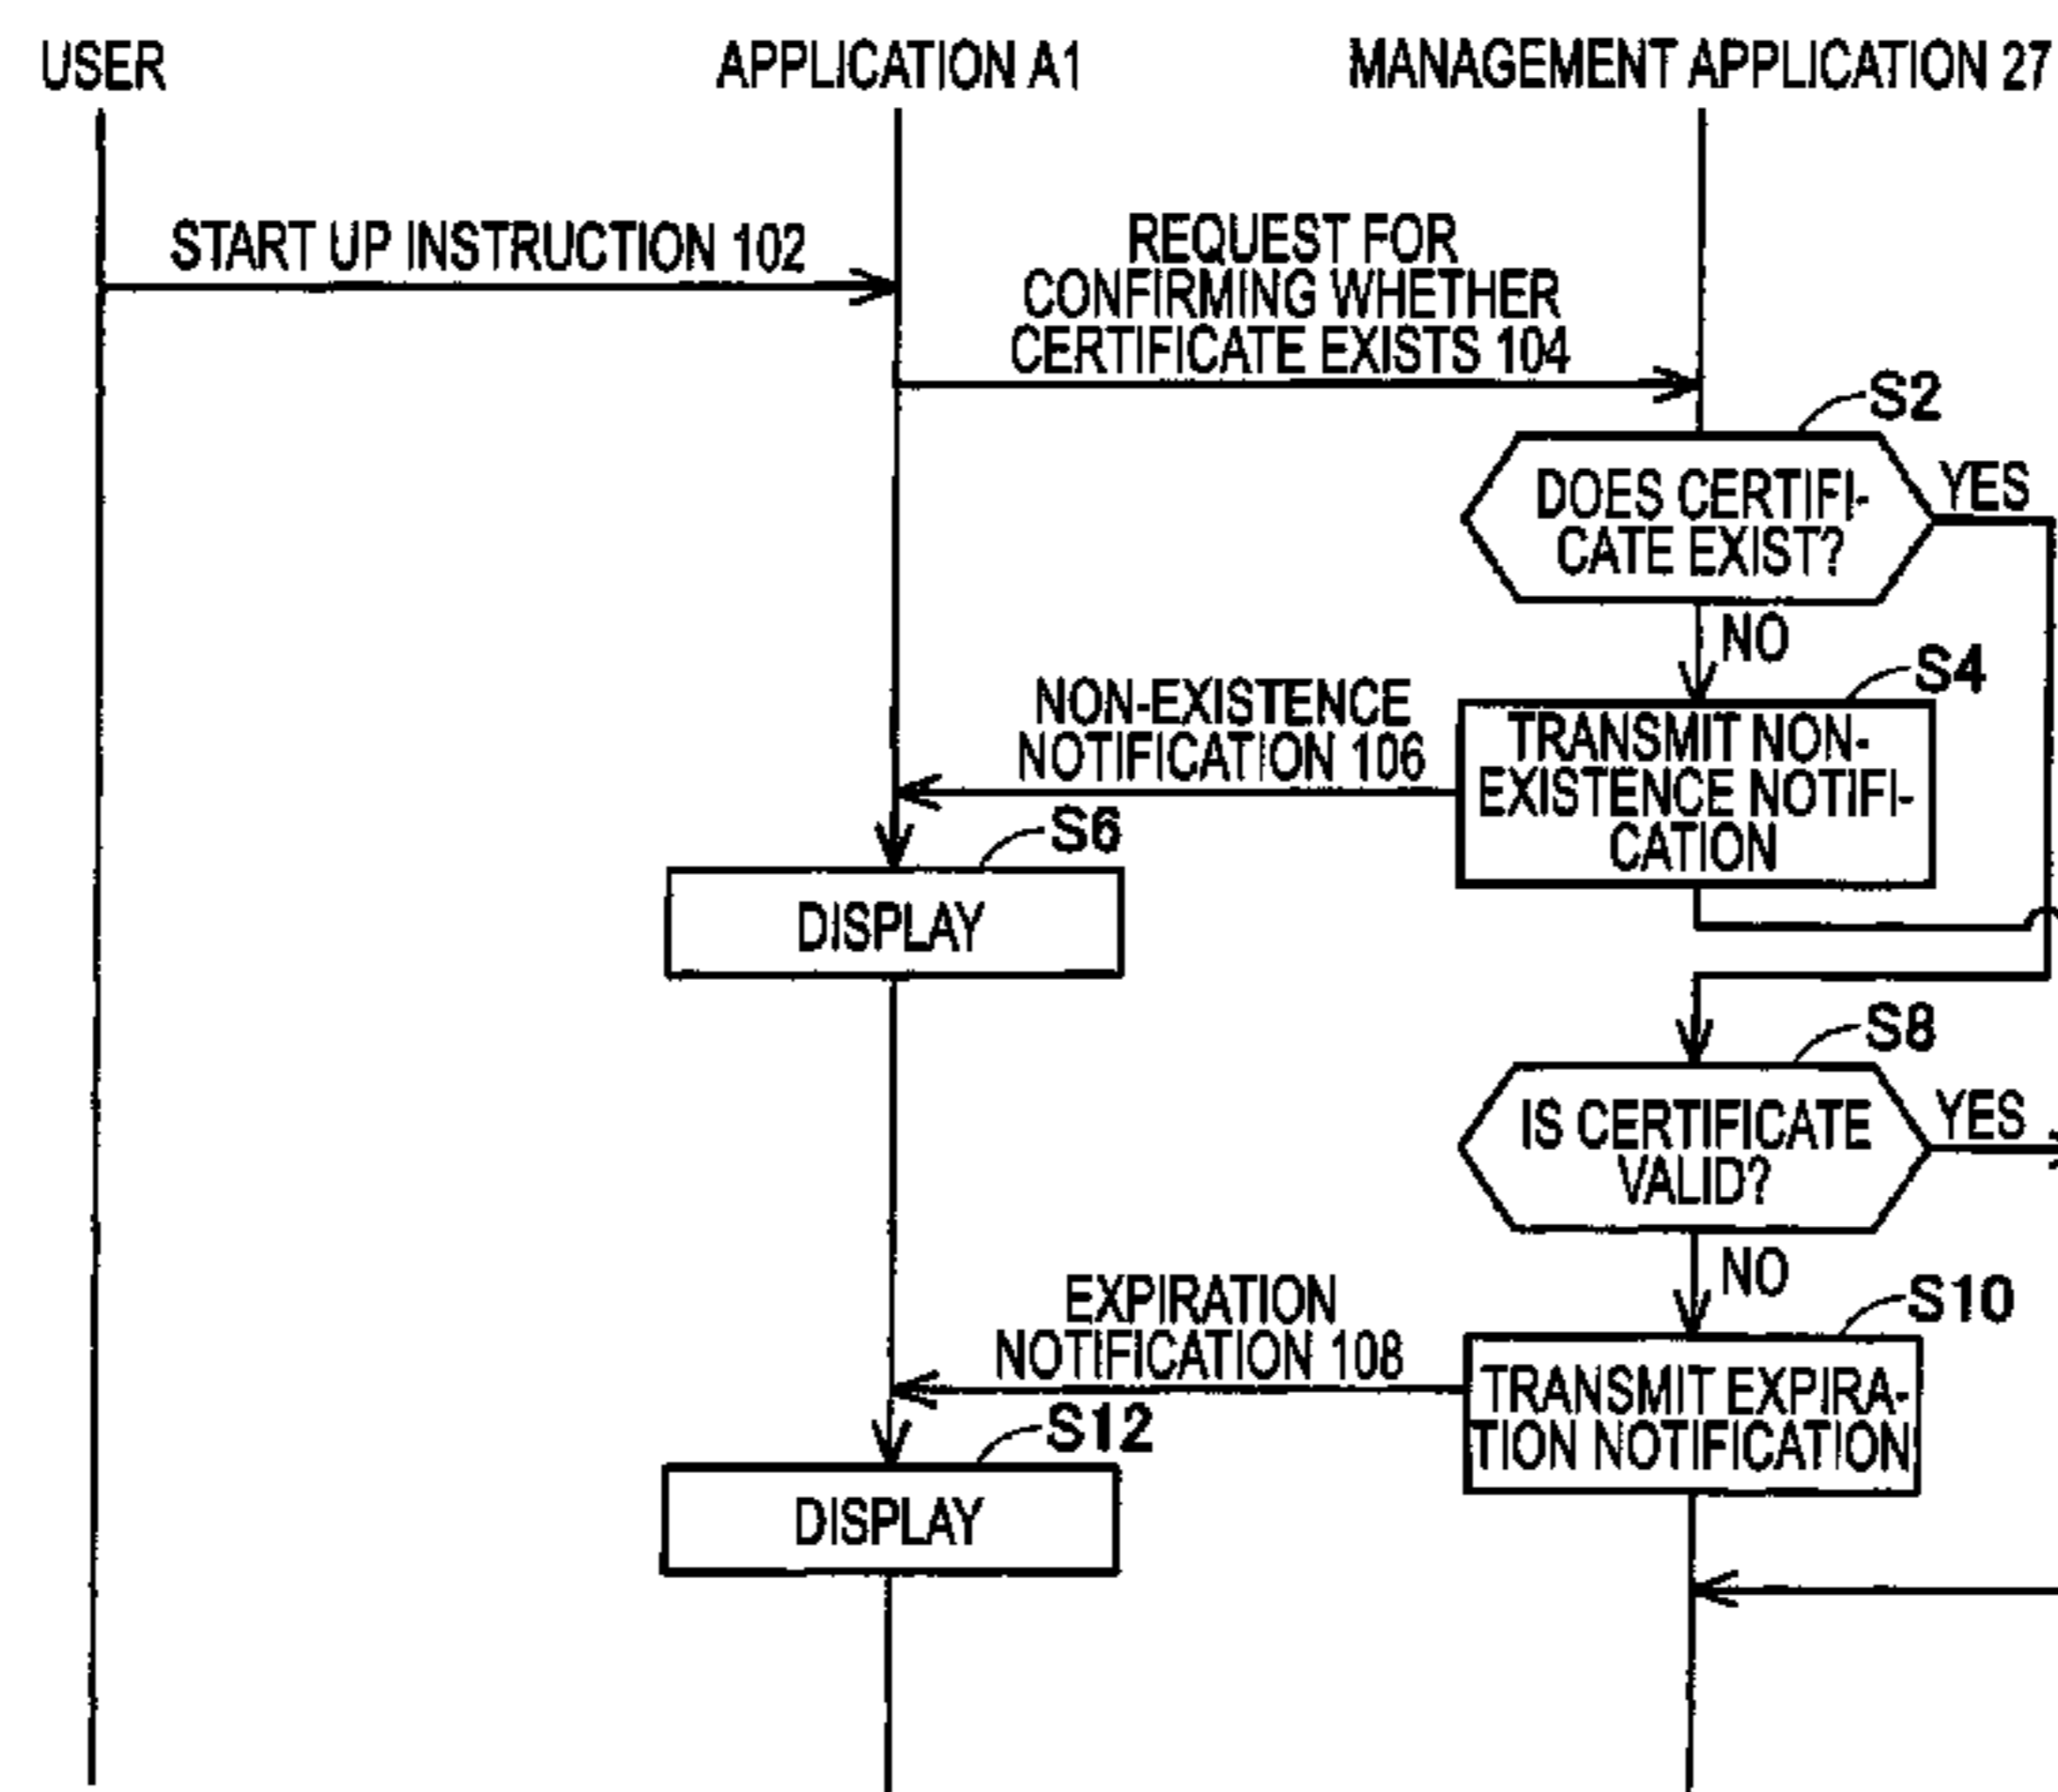 USER
APPLICATION A1
MANAGEMENT APPLICATION 27
START UP INSTRUCTION 102
REQUEST FOR
CONFIRMING WHETHER
CERTIFICATE EXISTS 104
S2
DOES CERTIFI-
CATE EXIST?
YES
NO
S4
NON-EXISTENCE
NOTIFICATION 106
TRANSMIT NON-
EXISTENCE NOTIFI-
CATION
S6
DISPLAY
S8
IS CERTIFICATE
VALID?
YES
NO
S10
EXPIRATION
NOTIFICATION 108
TRANSMIT EXPIRA-
TION NOTIFICATION
S12
DISPLAY